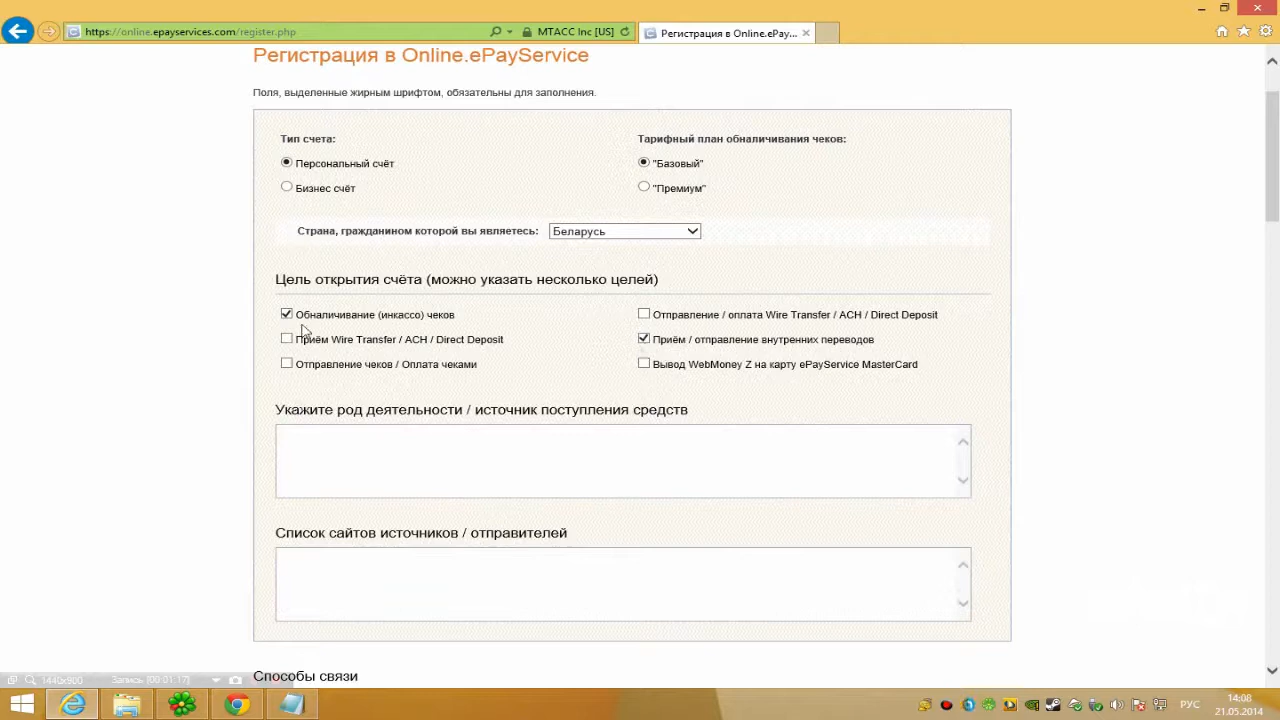 https://online.epayservices.com/register.php
MTACC Inc [US]
Регистрация в Online.ePay...
Регистрация в Online.ePayService
Поля, выделенные жирным шрифтом, обязательны для заполнения.
Тип счета:
Тарифный план обналичивания чеков:
Персональный счёт
"Базовый"
Бизнес счёт
"Премиум"
Страна, гражданином которой вы являетесь:
Беларусь
Цель открытия счёта (можно указать несколько целей)
Обналичивание (инкассо) чеков
Отправление / оплата Wire Transfer / ACH / Direct Deposit
Приём Wire Transfer / ACH / Direct Deposit
Приём / отправление внутренних переводов
Отправление чеков / Оплата чеками
Вывод WebMoney Z на карту ePayService MasterCard
Укажите род деятельности / источник поступления средств
Список сайтов источников / отправителей
Способы связи
1440x900
Запись [00:01:17]
РУС
14:08
21.05.2014